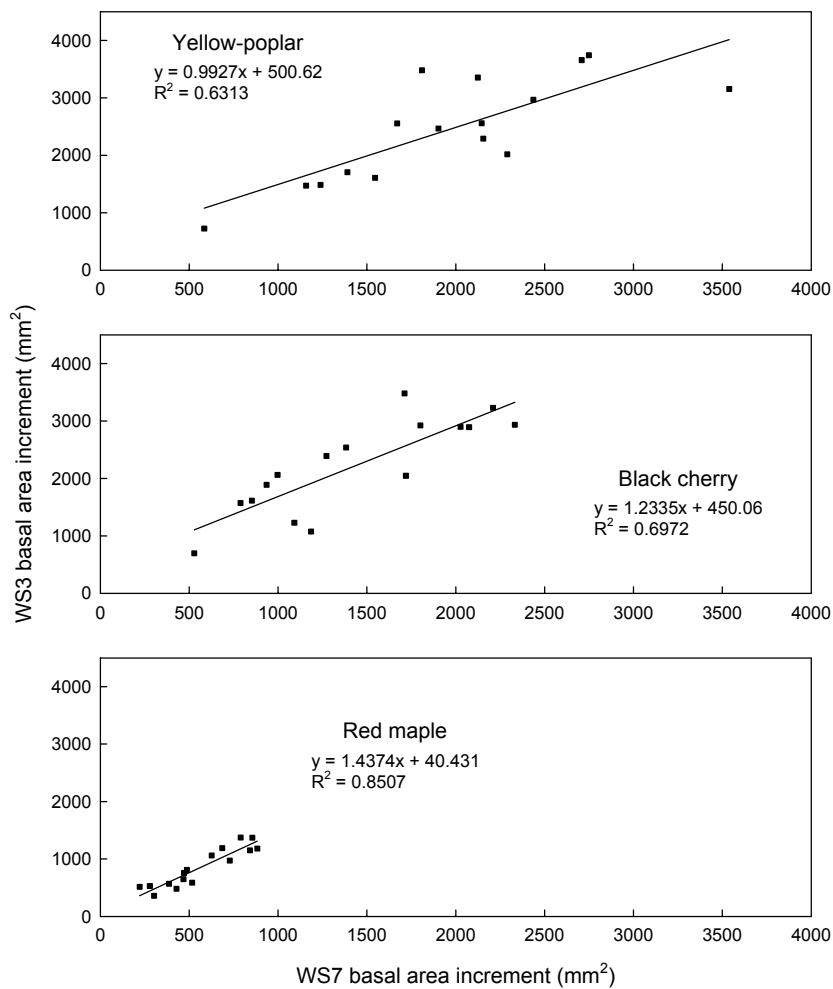 4000
3000
2000
1000
0
Yellow-poplar
y = 0.9927x + 500.62
R² = 0.6313
0 500 1000 1500 2000 2500 3000 3500 4000
WS3 basal area increment (mm²)
4000
3000
2000
1000
0
Black cherry
y = 1.2335x + 450.06
R² = 0.6972
0 500 1000 1500 2000 2500 3000 3500 4000
4000
3000
2000
1000
0
Red maple
y = 1.4374x + 40.431
R² = 0.8507
0 500 1000 1500 2000 2500 3000 3500 4000
WS7 basal area increment (mm²)